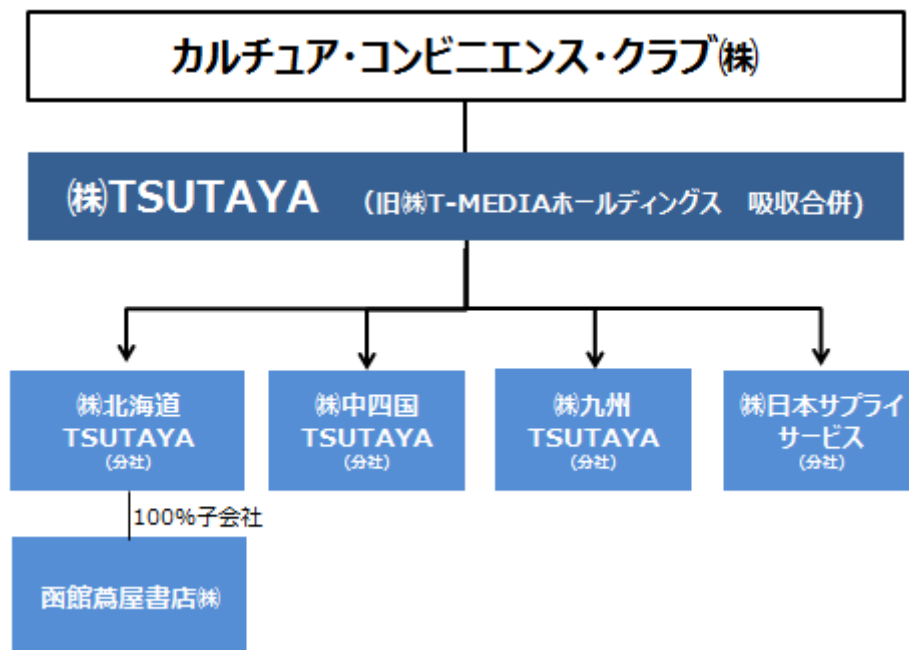 カルチュア・コンビニエンス・クラブ㈱
㈱TSUTAYA (旧㈱T-MEDIAホールディングス 吸収合併)
㈱北海道
TSUTAYA
(分社)
㈱中四国
TSUTAYA
(分社)
㈱九州
TSUTAYA
(分社)
㈱日本サプライ
サービス
(分社)
100%子会社
函館蔦屋書店㈱